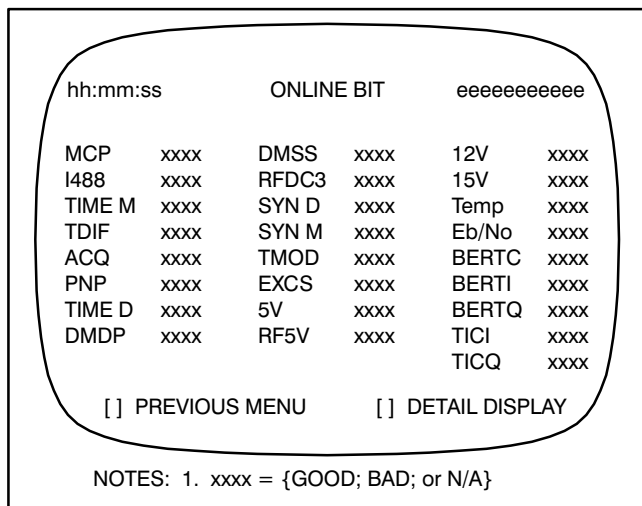 hh:mm:ss ONLINE BIT eeeeeeeeeee
MCP xxxx DMSS xxxx 12V xxxx
I488 xxxx RFDC3 xxxx 15V xxxx
TIME M xxxx SYN D xxxx Temp xxxx
TDIF xxxx SYN M xxxx Eb/No xxxx
ACQ xxxx TMOD xxxx BERTC xxxx
PNP xxxx EXCS xxxx BERTI xxxx
TIME D xxxx 5V xxxx BERTQ xxxx
DMDP xxxx RF5V xxxx TICI xxxx
TICQ xxxx
[ ] PREVIOUS MENU [ ] DETAIL DISPLAY
NOTES: 1. xxxx = {GOOD; BAD; or N/A}